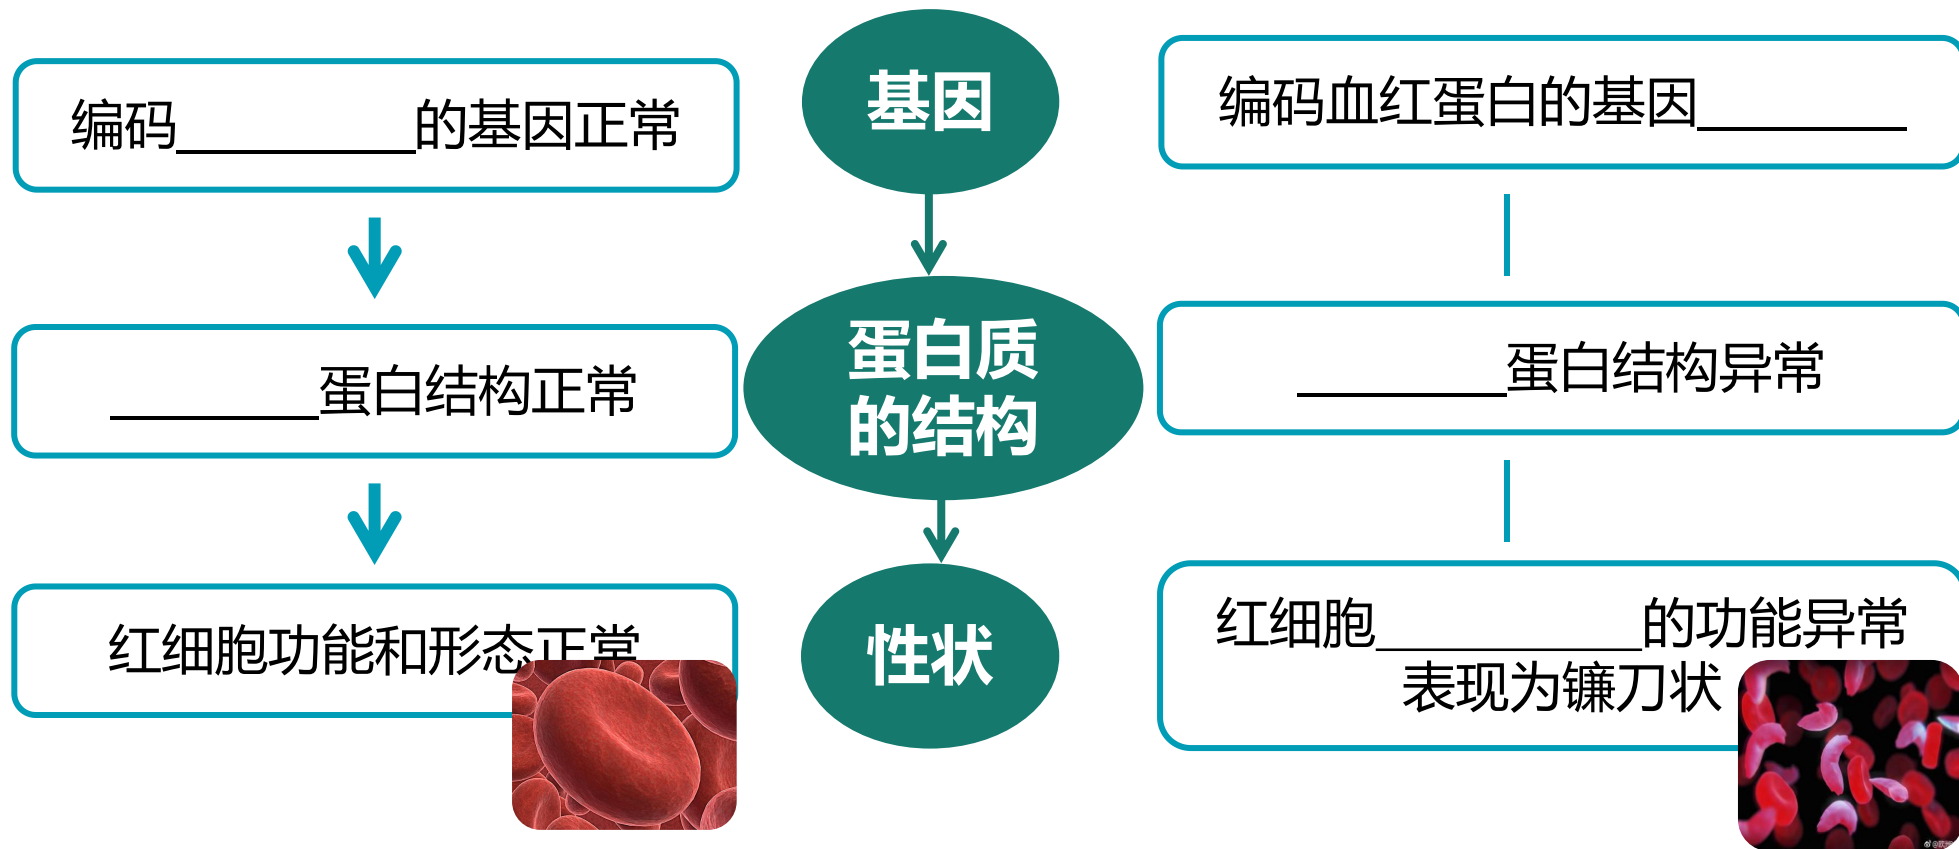 编码_________的基因正常
________蛋白结构正常
红细胞功能和形态正常
基因
蛋白质
的结构
性状
编码血红蛋白的基因________
________蛋白结构异常
红细胞__________的功能异常
表现为镰刀状